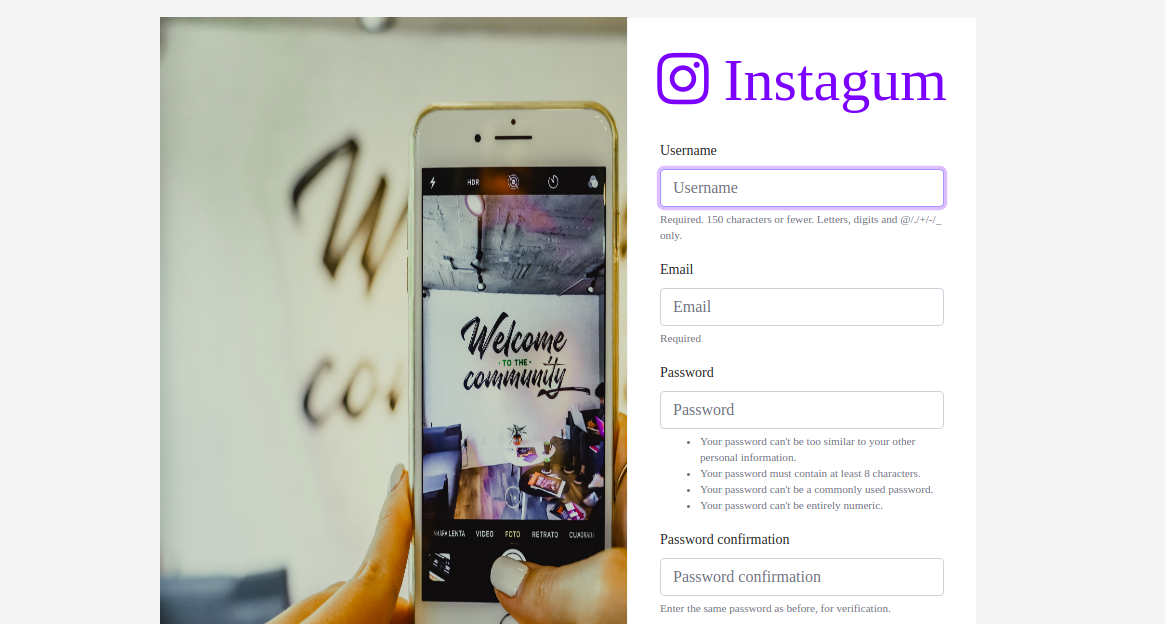 Instagum
Username
Username
Required. 150 characters or fewer. Letters, digits and @/./+/-/_
only.
Email
Email
Required
Password
Password
Your password can't be too similar to your other
personal information.
Your password must contain at least 8 characters.
Your password can't be a commonly used password.
Your password can't be entirely numeric.
Password confirmation
Password confirmation
Enter the same password as before, for verification.
W
co
HDR
Welcome
TO THE
community
LENTA VIDEO FOTO RETRATO CUADRADA